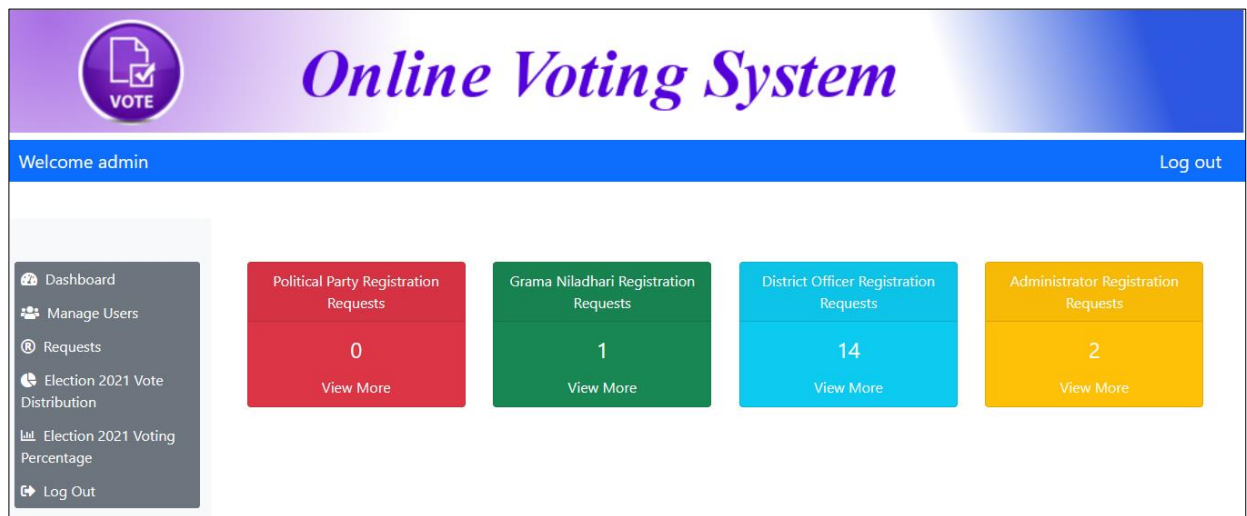 VOTE
Online Voting System
Welcome admin
Log out
Dashboard
Manage Users
Requests
Election 2021 Vote
Distribution
Election 2021 Voting
Percentage
Log Out
Political Party Registration
Requests
0
View More
Grama Niladhari Registration
Requests
1
View More
District Officer Registration
Requests
14
View More
Administrator Registration
Requests
2
View More